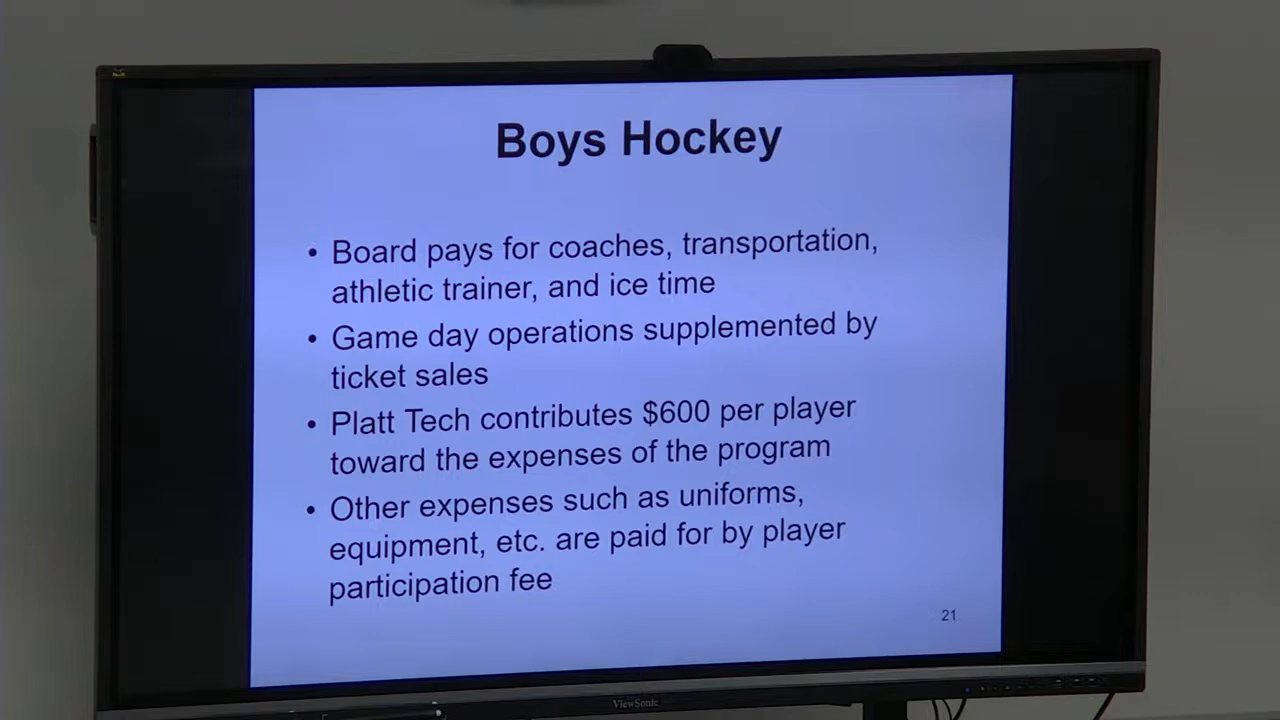 Boys Hockey
• Board pays for coaches, transportation,
athletic trainer, and ice time
• Game day operations supplemented by
ticket sales
• Platt Tech contributes $600 per player
toward the expenses of the program
• Other expenses such as uniforms,
equipment, etc. are paid for by player
participation fee
21
ViewSonic